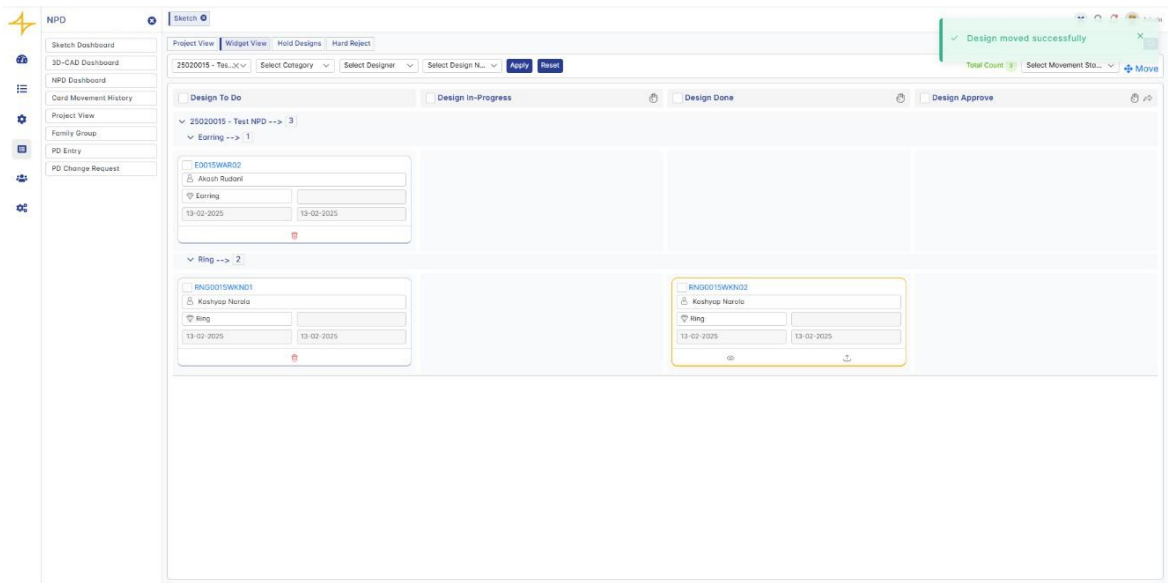 NPD
Sketch
Design moved successfully
Sketch Dashboard
3D-CAD Dashboard
NPD Dashboard
Card Movement History
Project View
Family Group
PD Entry
PD Change Request
Project View Widget View Hold Designs Hard Reject
25020015 - Tes... Select Category Select Designer Select Design N... Apply Reset Total Count 3 Select Movement Sta... Move
Design To Do Design In-Progress Design Done Design Approve
25020015 - Test NPD --> 3
Earring --> 1
E0015WAR02
Akash Rudani
Earring
13-02-2025 13-02-2025
Ring --> 2
RNG0015WKN01 RNG0015WKN02
Kashyap Narola Kashyap Narola
Ring Ring
13-02-2025 13-02-2025 13-02-2025 13-02-2025